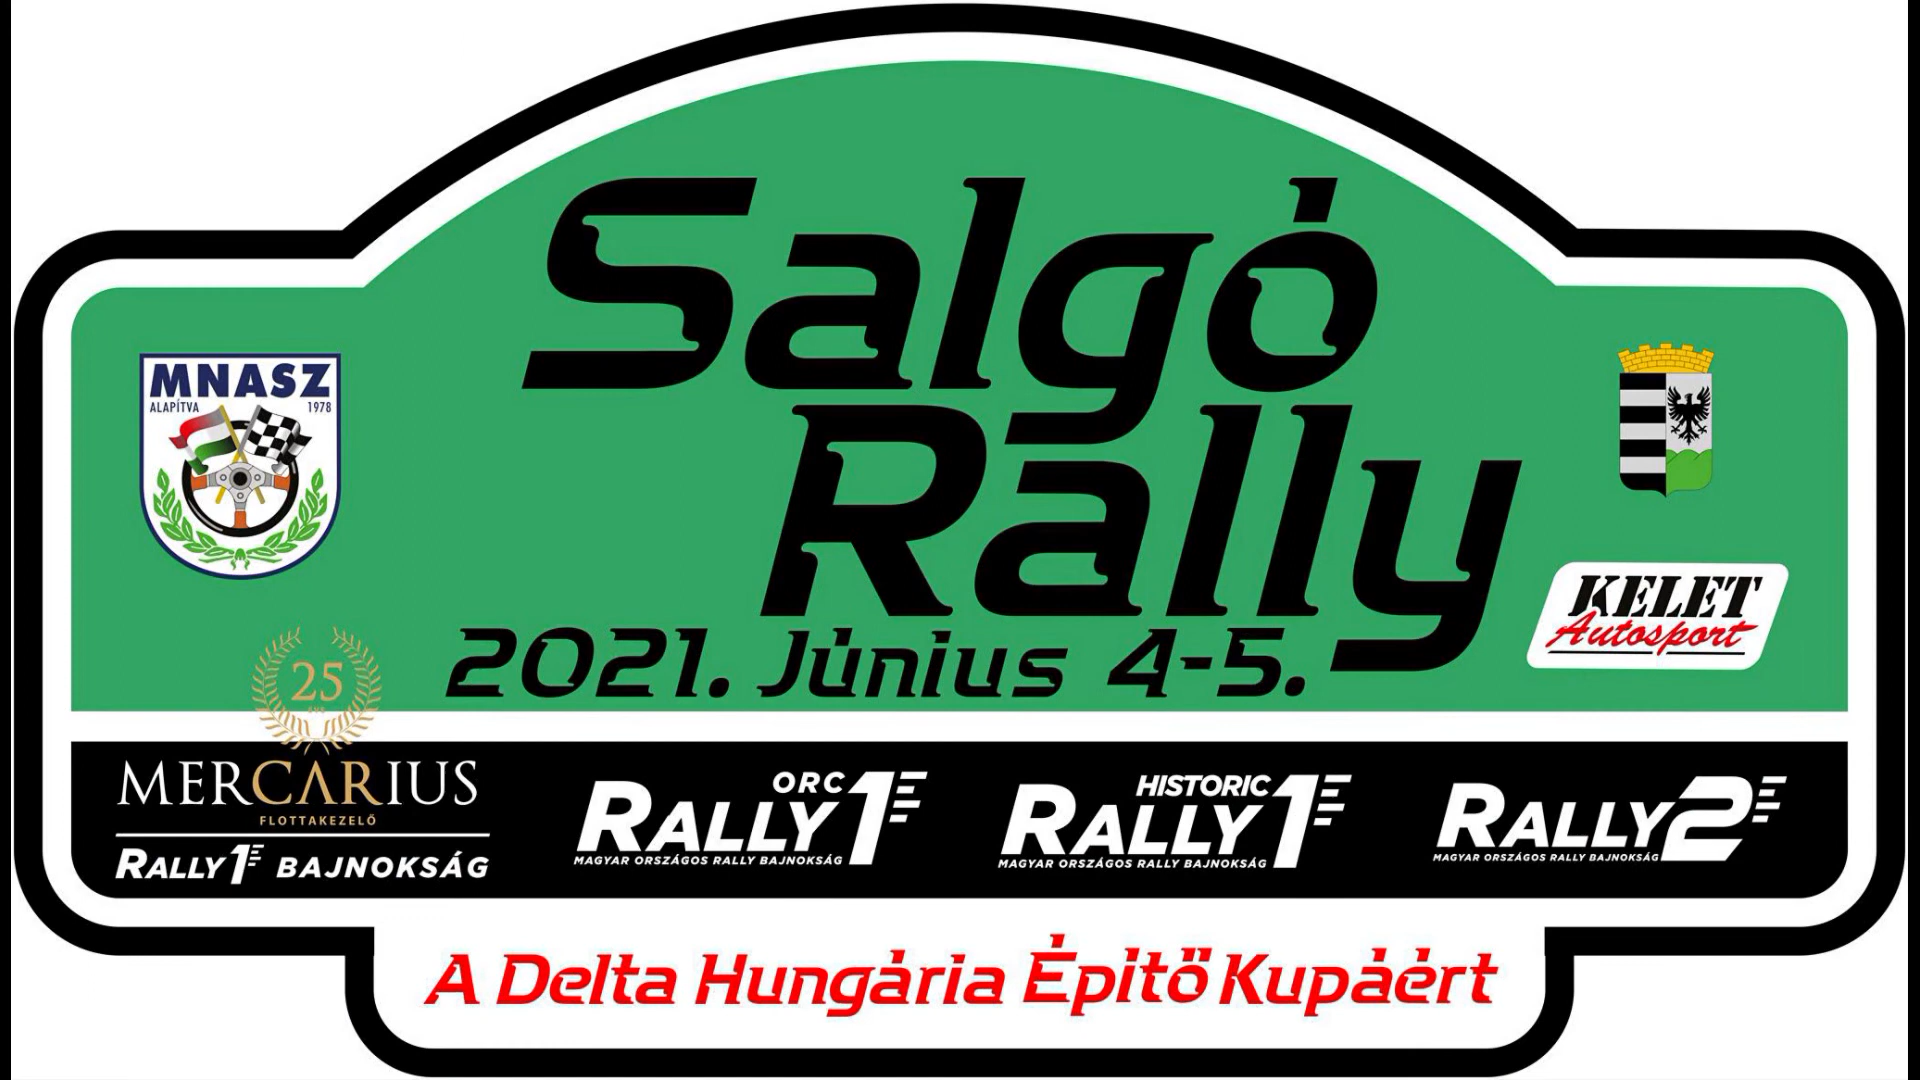 Salgó
Rally
2021. Június 4-5.
MNASZ
ALAPÍTVA 1978
KELET
Autosport
25
MERCARIUS
FLOTTAKEZELŐ
RALLY1 BAJNOKSÁG
ORC
RALLY1
MAGYAR ORSZÁGOS RALLY BAJNOKSÁG
HISTORIC
RALLY1
MAGYAR ORSZÁGOS RALLY BAJNOKSÁG
RALLY2
MAGYAR ORSZÁGOS RALLY BAJNOKSÁG
A Delta Hungária Építő Kupáért